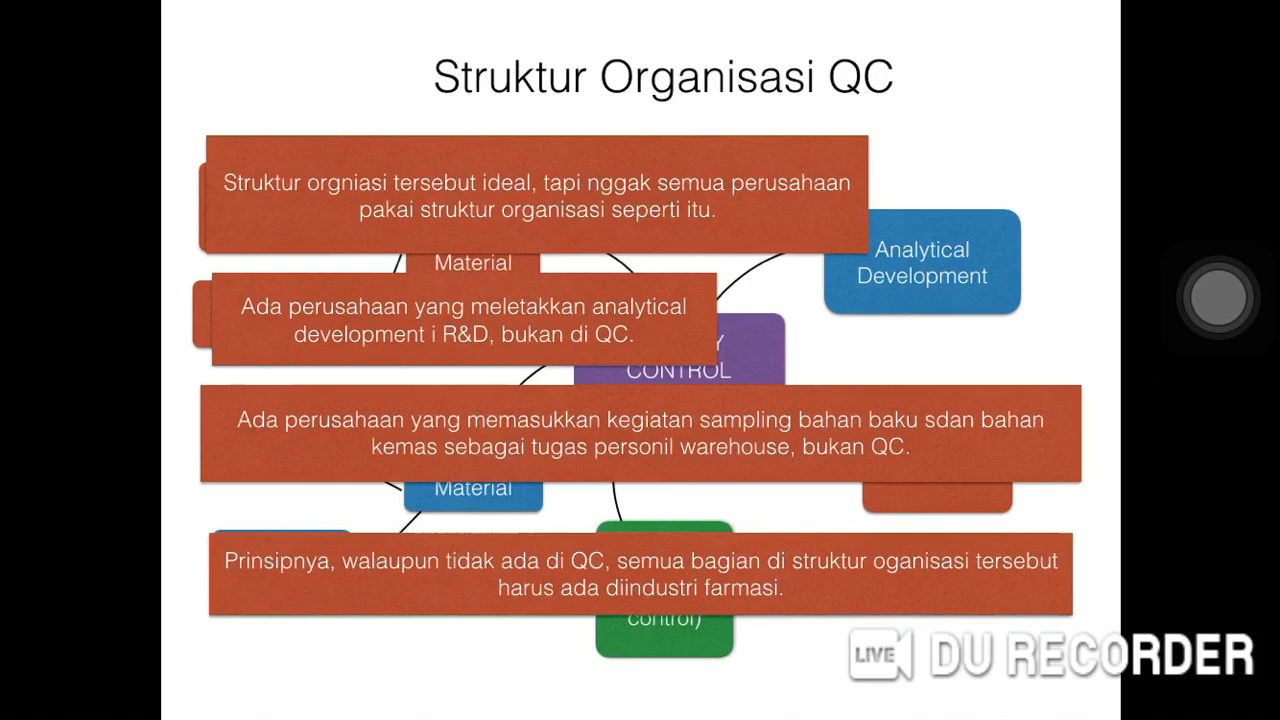 Struktur Organisasi QC
Struktur orgniasi tersebut ideal, tapi nggak semua perusahaan
pakai struktur organisasi seperti itu.
Analytical
Development
Material
Ada perusahaan yang meletakkan analytical
development i R&D, bukan di QC.
CONTROL
Ada perusahaan yang memasukkan kegiatan sampling bahan baku sdan bahan
kemas sebagai tugas personil warehouse, bukan QC.
Material
Prinsipnya, walaupun tidak ada di QC, semua bagian di struktur oganisasi tersebut
harus ada diindustri farmasi.
control)
LIVE DU RECORDER